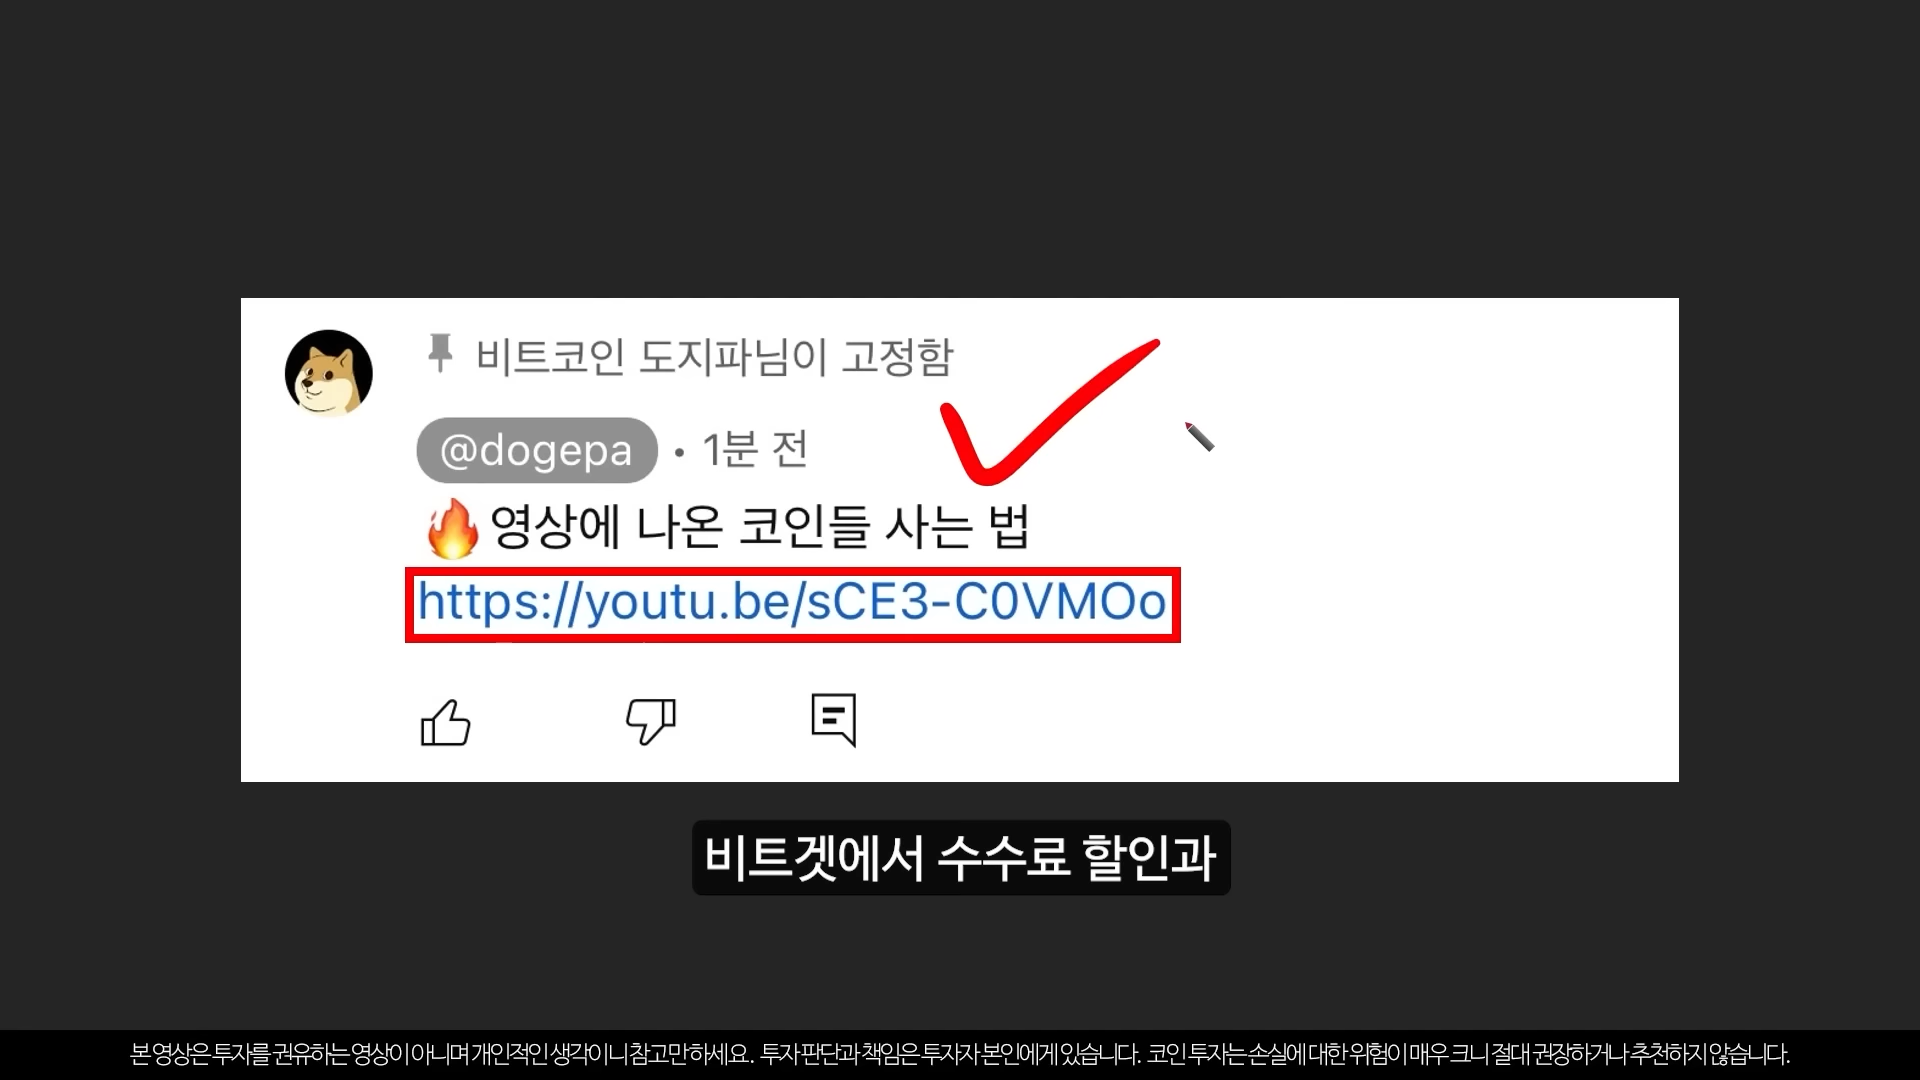 비트코인 도지파님이 고정함
@dogepa • 1분 전
🔥영상에 나온 코인들 사는 법
https://youtu.be/sCE3-C0VMOo
비트겟에서 수수료 할인과
본 영상은 투자를 권유하는 영상이 아니며 개인적인 생각이니 참고만 하세요. 투자 판단과 책임은 투자자 본인에게 있습니다. 코인 투자는 손실에 대한 위험이 매우 크니 절대 권장하거나 추천하지 않습니다.